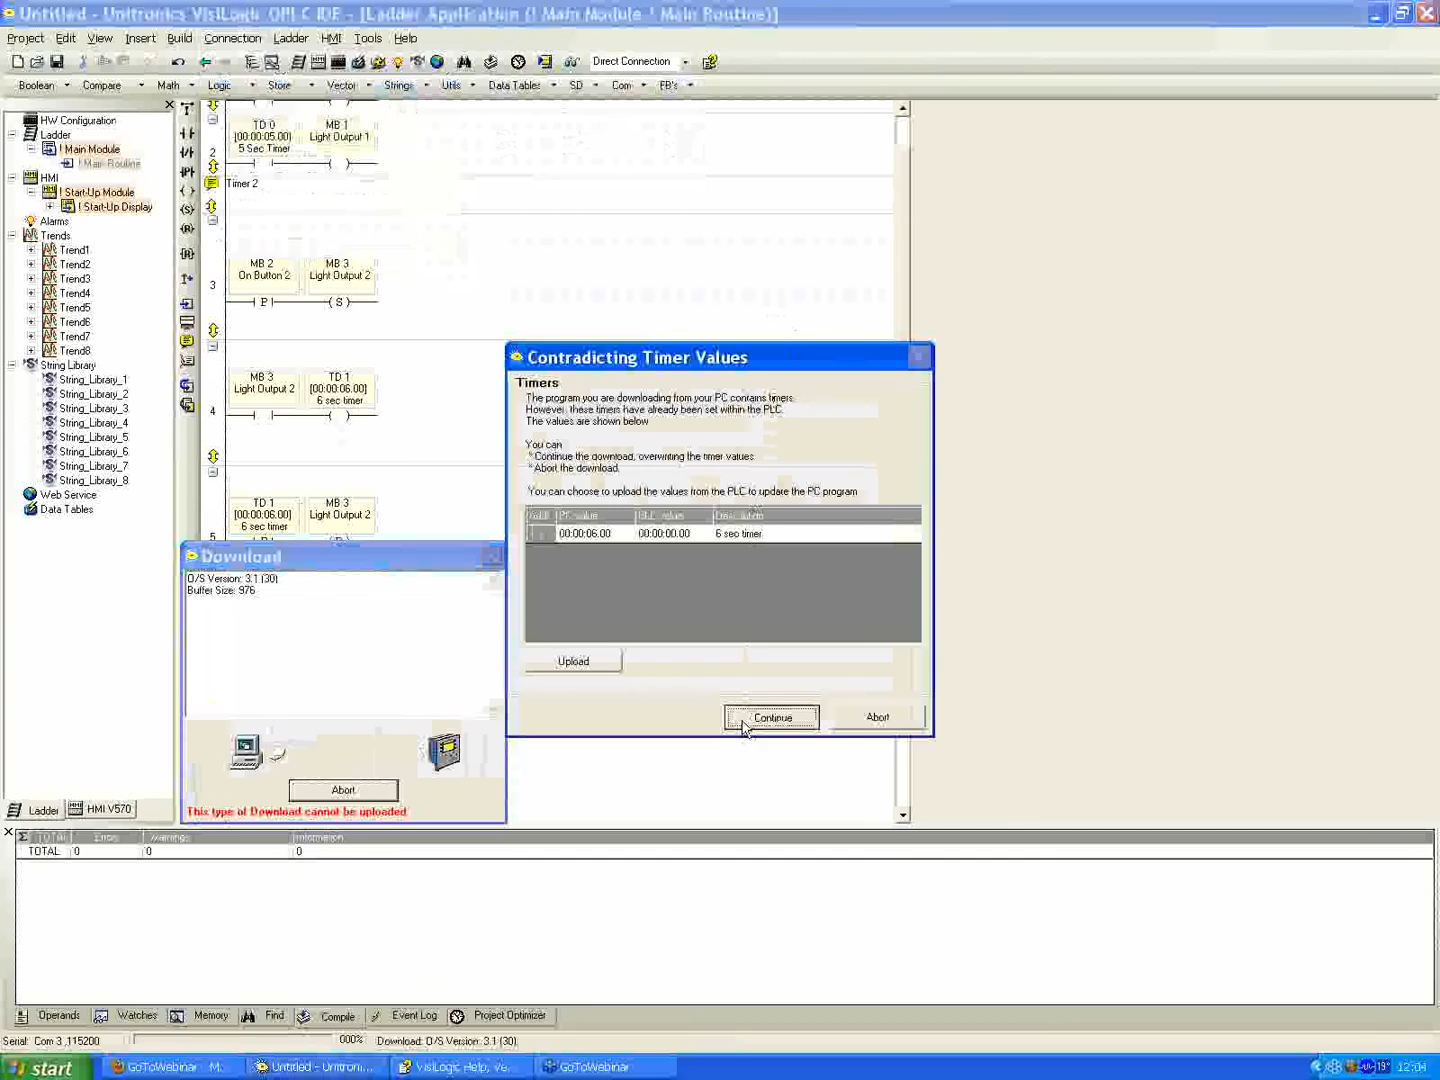 Untitled - Unitronics VisiLogic OPLC IDE - [Ladder Application (! Main Module * Main Routine)]
Project Edit View Insert Build Connection Ladder HMI Tools Help
Direct Connection
Boolean Compare Math Logic Store Vector Strings Utils Data Tables SD Com FB's
HW Configuration
Ladder
! Main Module
! Main Routine
HMI
! Start-Up Module
! Start-Up Display
Alarms
Trends
Trend1
Trend2
Trend3
Trend4
Trend5
Trend6
Trend7
Trend8
String Library
String_Library_1
String_Library_2
String_Library_3
String_Library_4
String_Library_5
String_Library_6
String_Library_7
String_Library_8
Web Service
Data Tables
Ladder HMI V570
TD 0 MB 1
[00:00:05.00] Light Output 1
2 5 Sec Timer
Timer 2
MB 2 MB 3
On Button 2 Light Output 2
3
P S
MB 3 TD 1
Light Output 2 [00:00:06.00]
6 sec timer
4
TD 1 MB 3
[00:00:06.00] Light Output 2
6 sec timer
5
Download
O/S Version: 3.1 (30)
Buffer Size: 976
Abort
This type of Download cannot be uploaded
Contradicting Timer Values
Timers
The program you are downloading from your PC contains timers.
However, these timers have already been set within the PLC.
The values are shown below
You can
*Continue the download, overwriting the timer values
*Abort the download.
You can choose to upload the values from the PLC to update the PC program
PC value PLC value Description
00:00:06.00 00:00:00.00 6 sec timer
Upload
Continue Abort
TOTAL Errors Warnings Information
TOTAL 0 0 0
Operands Watches Memory Find Compile Event Log Project Optimizer
Serial: Com 3 ,115200 000% Download: O/S Version: 3.1 (30)
start GoToWebinar - M... Untitled - Unitroni... VisiLogic Help, Ve... GoToWebinar 19° 12:04